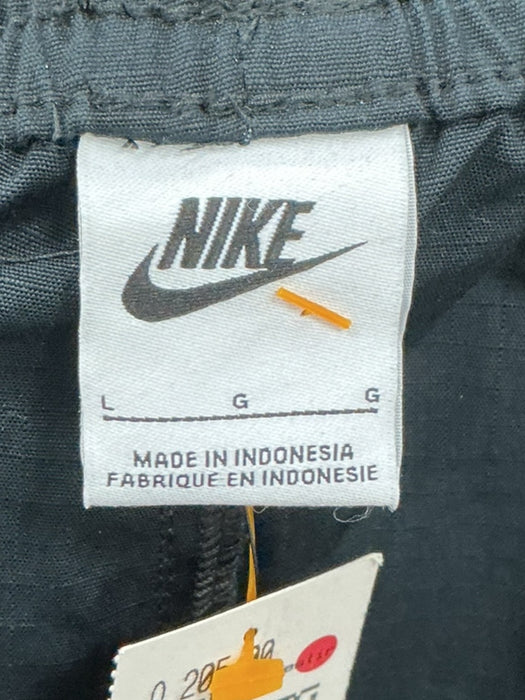 NIKE
L G G
MADE IN INDONESIA
FABRIQUE EN INDONESIE